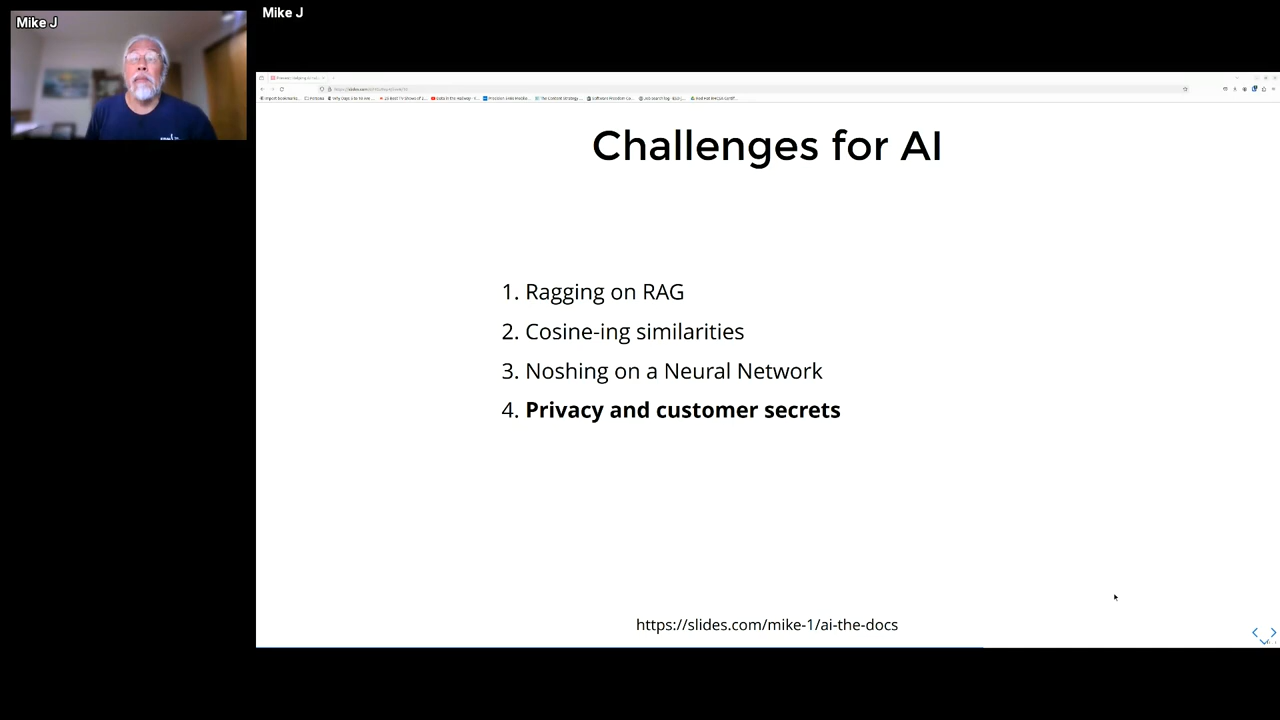 Mike J
Mike J
Challenges for AI
1. Ragging on RAG
2. Cosine-ing similarities
3. Noshing on a Neural Network
4. Privacy and customer secrets
https://slides.com/mike-1/ai-the-docs